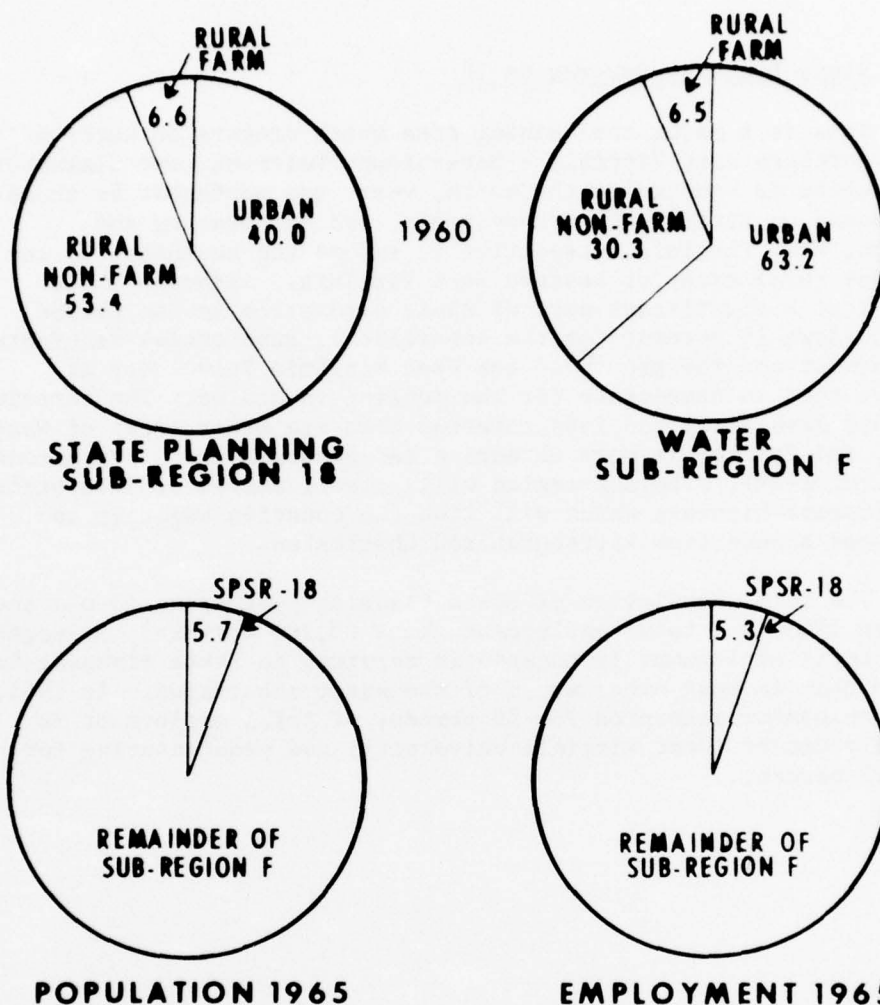 RURAL
FARM
6.6
URBAN
40.0
RURAL
NON-FARM
53.4
STATE PLANNING
SUB-REGION 18
1960
RURAL
FARM
6.5
RURAL
NON-FARM
30.3
URBAN
63.2
WATER
SUB-REGION F
SPSR-18
5.7
REMAINDER OF
SUB-REGION F
POPULATION 1965
SPSR-18
5.3
REMAINDER OF
SUB-REGION F
EMPLOYMENT 1965